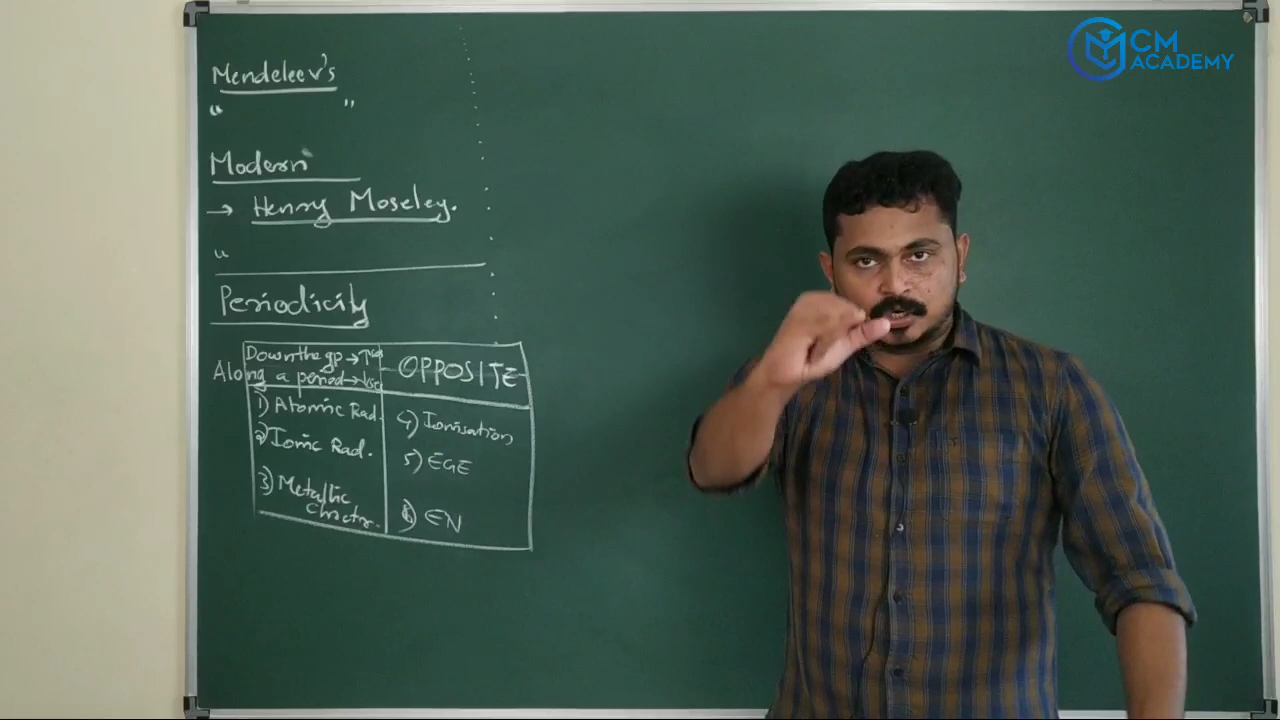 CM
ACADEMY
Mendeleev's
“ ”
Modern
→ Henry Moseley.
“
Periodicity
Down the gp →
Along a period →
OPPOSITE
1) Atomic Rad.
2) Ionic Rad.
3) Metallic
4) Ionisation
5) EGE
6) EN